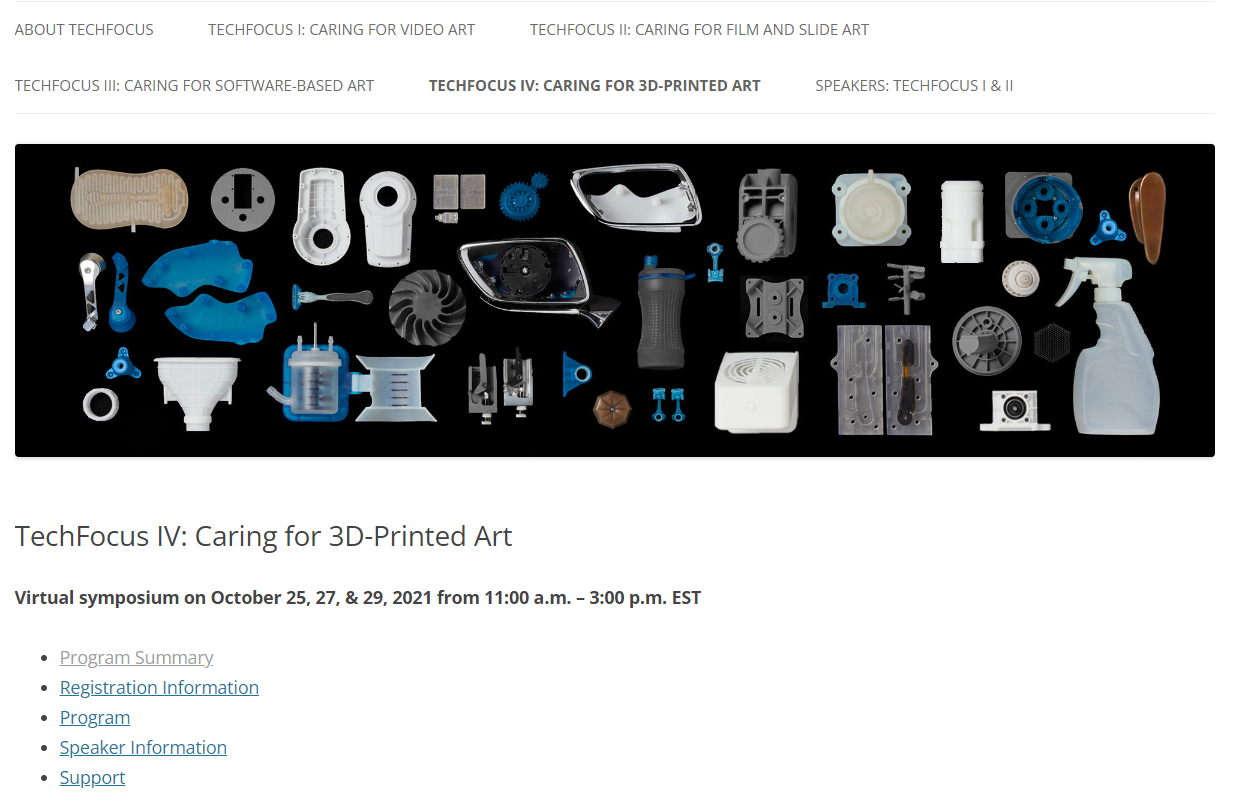 ABOUT TECHFOCUS TECHFOCUS I: CARING FOR VIDEO ART TECHFOCUS II: CARING FOR FILM AND SLIDE ART
TECHFOCUS III: CARING FOR SOFTWARE-BASED ART TECHFOCUS IV: CARING FOR 3D-PRINTED ART SPEAKERS: TECHFOCUS I & II
TechFocus IV: Caring for 3D-Printed Art
Virtual symposium on October 25, 27, & 29, 2021 from 11:00 a.m. – 3:00 p.m. EST
• Program Summary
• Registration Information
• Program
• Speaker Information
• Support